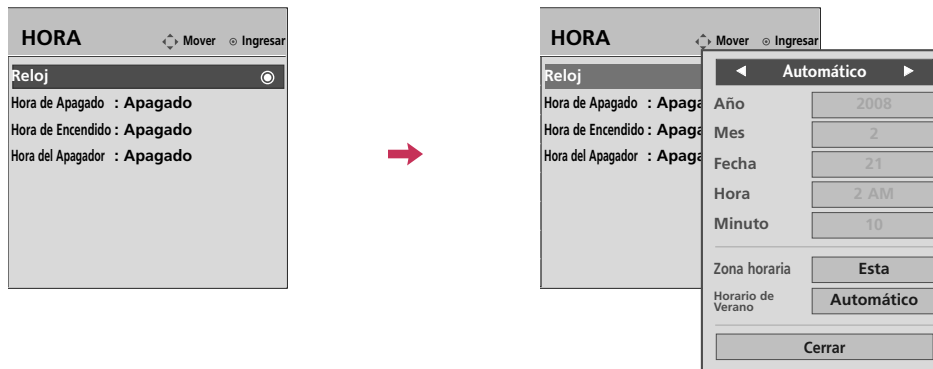 HORA
Mover
Ingresar
Reloj
Hora de Apagado : Apagado
Hora de Encendido : Apagado
Hora del Apagador : Apagado
HORA
Mover
Ingresar
Reloj
Hora de Apagado : Apaga
Hora de Encendido : Apaga
Hora del Apagador : Apaga
Automático
Año 2008
Mes 2
Fecha 21
Hora 2 AM
Minuto 10
Zona horaria Esta
Horario de
Verano Automático
Cerrar